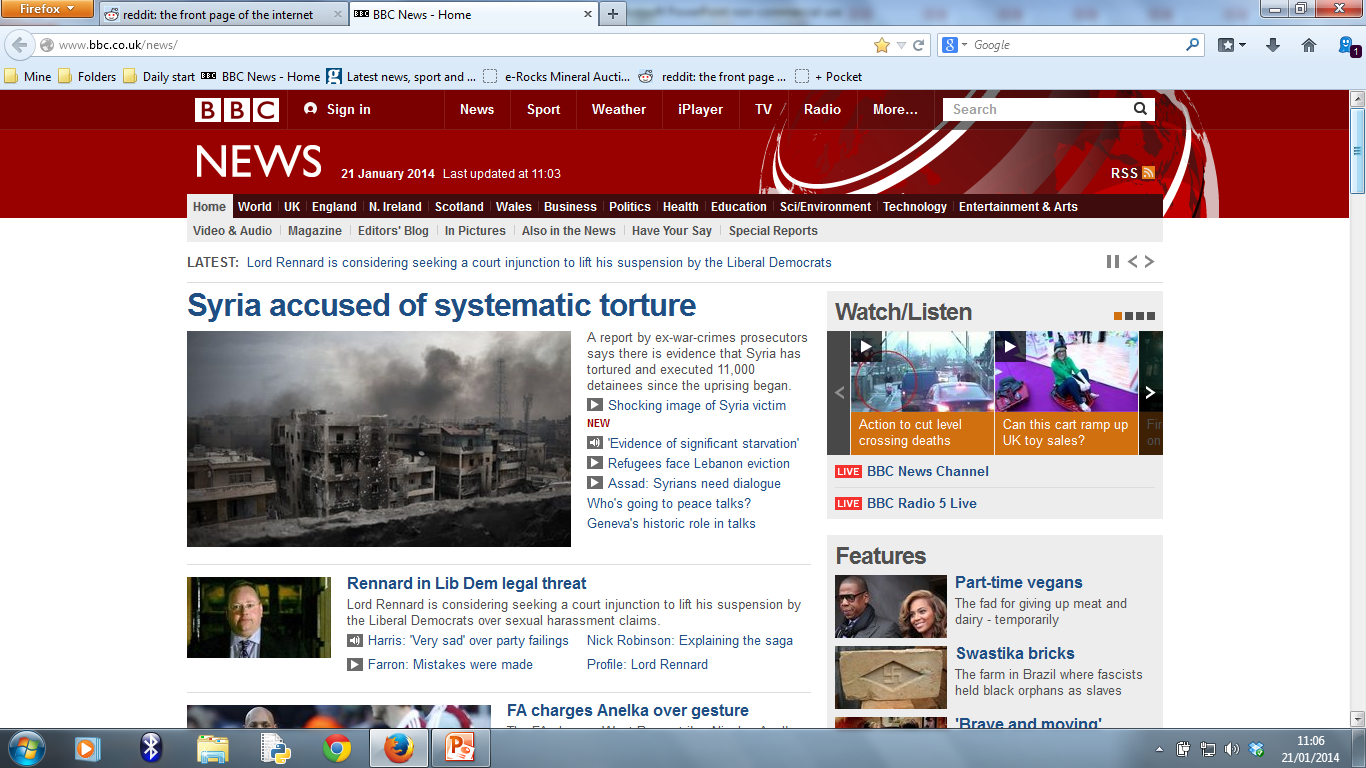 Firefox
reddit: the front page of the internet
BBC News - Home
www.bbc.co.uk/news/
Google
1
Mine
Folders
Daily start
BBC News - Home
Latest news, sport and ...
e-Rocks Mineral Aucti...
reddit: the front page ...
+ Pocket
BBC
Sign in
News
Sport
Weather
iPlayer
TV
Radio
More...
Search
NEWS
21 January 2014 Last updated at 11:03
RSS
Home
World
UK
England
N. Ireland
Scotland
Wales
Business
Politics
Health
Education
Sci/Environment
Technology
Entertainment & Arts
Video & Audio
Magazine
Editors' Blog
In Pictures
Also in the News
Have Your Say
Special Reports
LATEST: Lord Rennard is considering seeking a court injunction to lift his suspension by the Liberal Democrats
Syria accused of systematic torture
A report by ex-war-crimes prosecutors
says there is evidence that Syria has
tortured and executed 11,000
detainees since the uprising began.
Shocking image of Syria victim
NEW
'Evidence of significant starvation'
Refugees face Lebanon eviction
Assad: Syrians need dialogue
Who's going to peace talks?
Geneva's historic role in talks
Rennard in Lib Dem legal threat
Lord Rennard is considering seeking a court injunction to lift his suspension by
the Liberal Democrats over sexual harassment claims.
Harris: 'Very sad' over party failings
Nick Robinson: Explaining the saga
Farron: Mistakes were made
Profile: Lord Rennard
FA charges Anelka over gesture
Watch/Listen
Action to cut level
crossing deaths
Can this cart ramp up
UK toy sales?
on
LIVE BBC News Channel
LIVE BBC Radio 5 Live
Features
Part-time vegans
The fad for giving up meat and
dairy - temporarily
Swastika bricks
The farm in Brazil where fascists
held black orphans as slaves
'Brave and moving'
11:06
21/01/2014